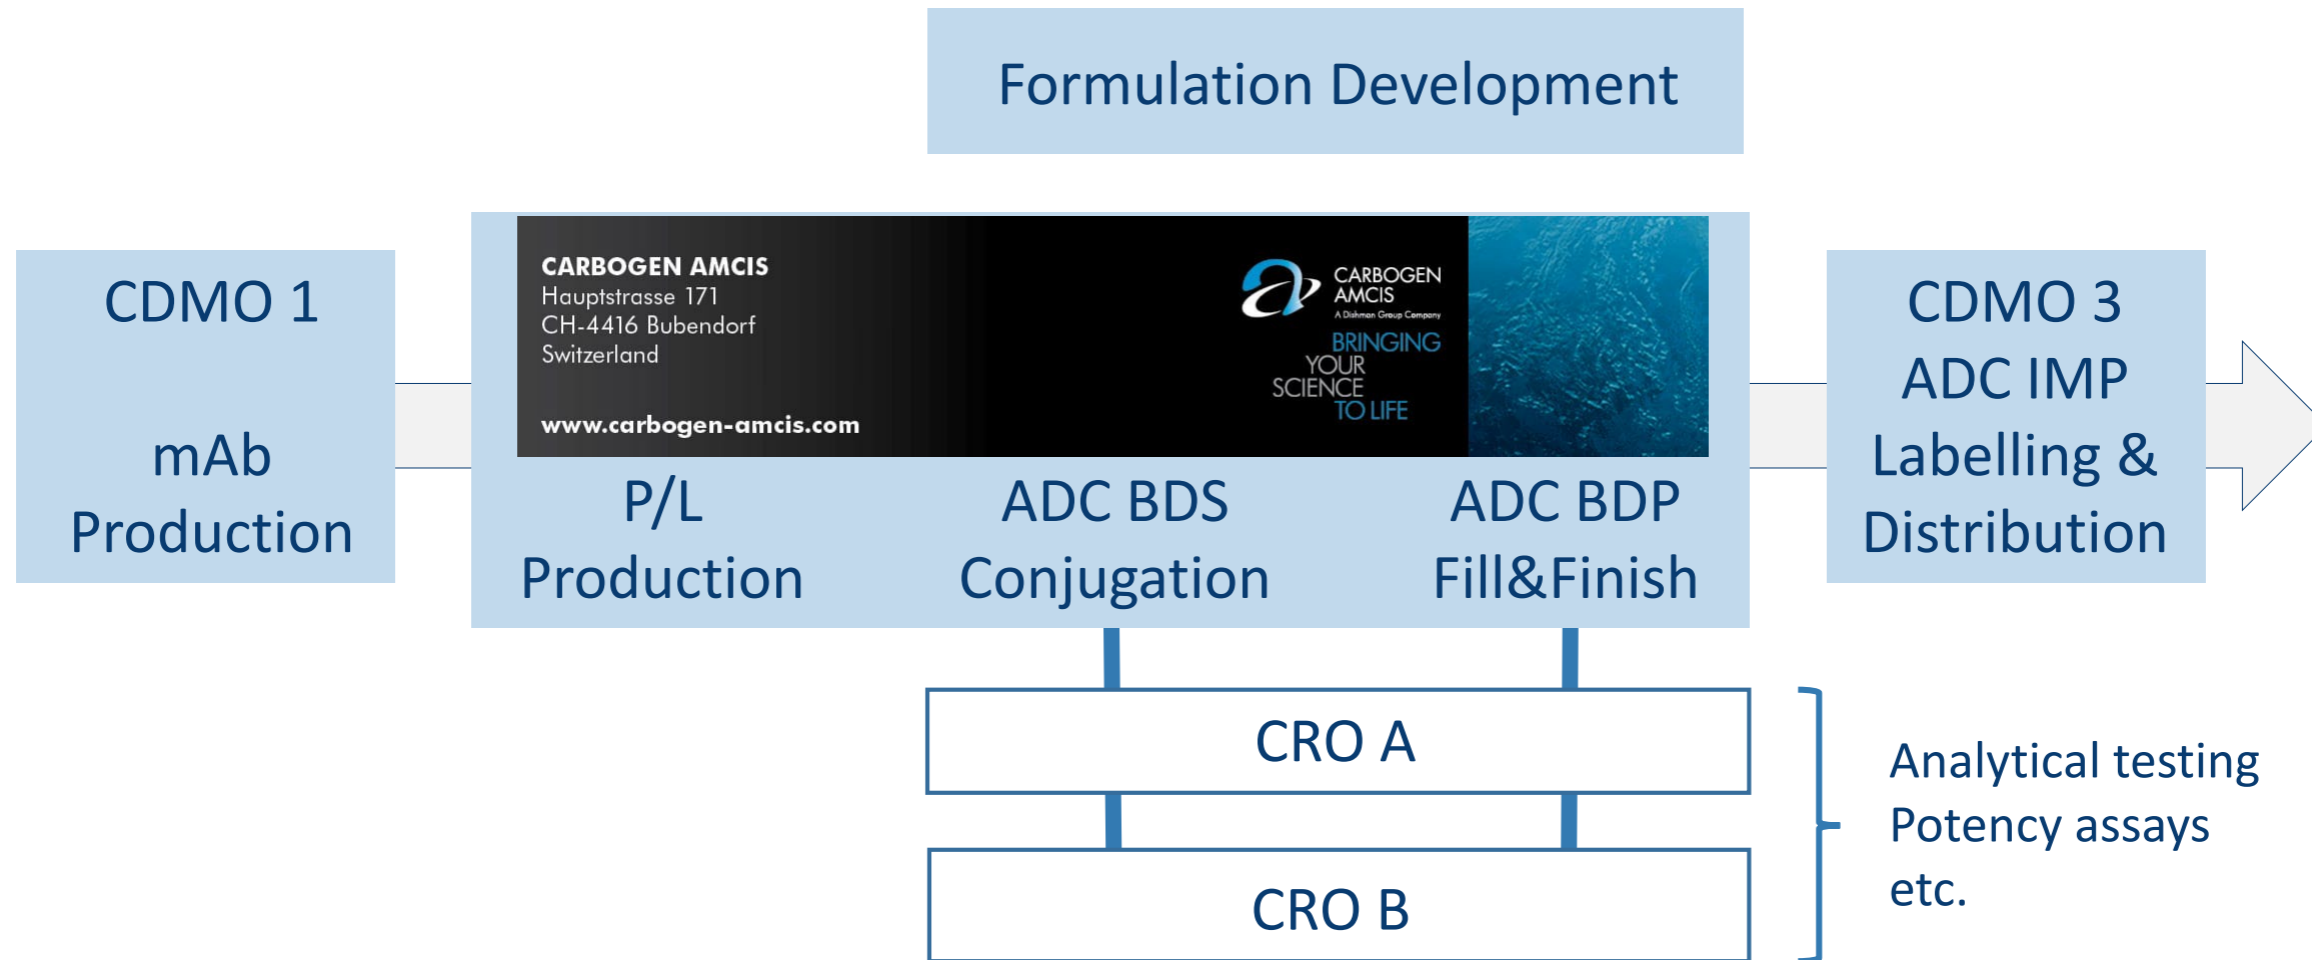 Formulation Development
CDMO 1
mAb
Production
CARBOGEN AMCIS
Hauptstrasse 171
CH-4416 Bubendorf
Switzerland
www.carbogen-amcis.com
CARBOGEN
AMCIS
A Dishman Group Company
BRINGING
YOUR
SCIENCE
TO LIFE
P/L
Production
ADC BDS
Conjugation
ADC BDP
Fill&Finish
CDMO 3
ADC IMP
Labelling &
Distribution
CRO A
CRO B
Analytical testing
Potency assays
etc.